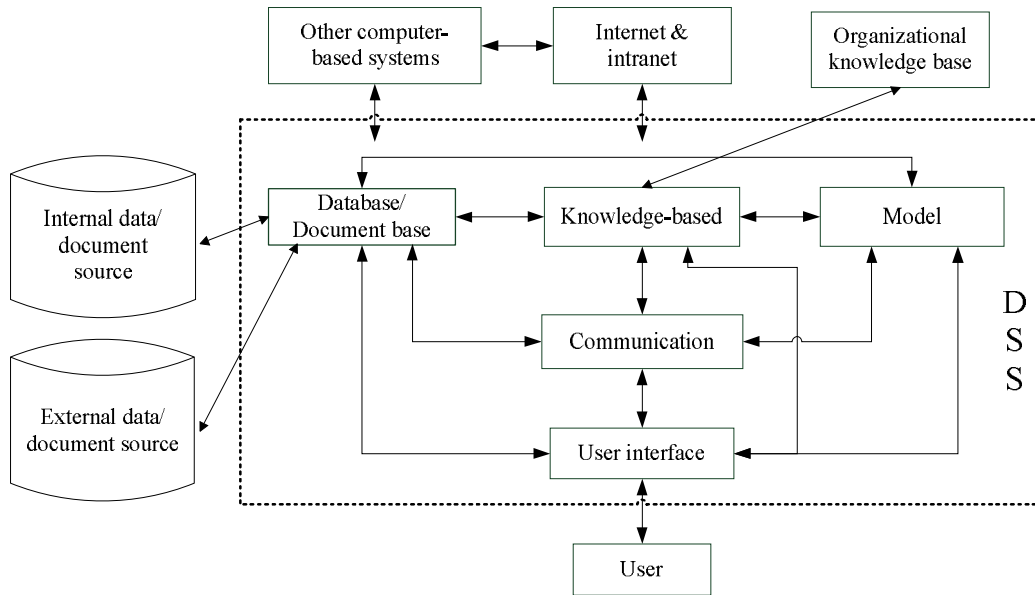 Other computer-
based systems
Internet &
intranet
Organizational
knowledge base
Internal data/
document
source
Database/
Document base
Knowledge-based
Model
D
S
S
Communication
External data/
document source
User interface
User